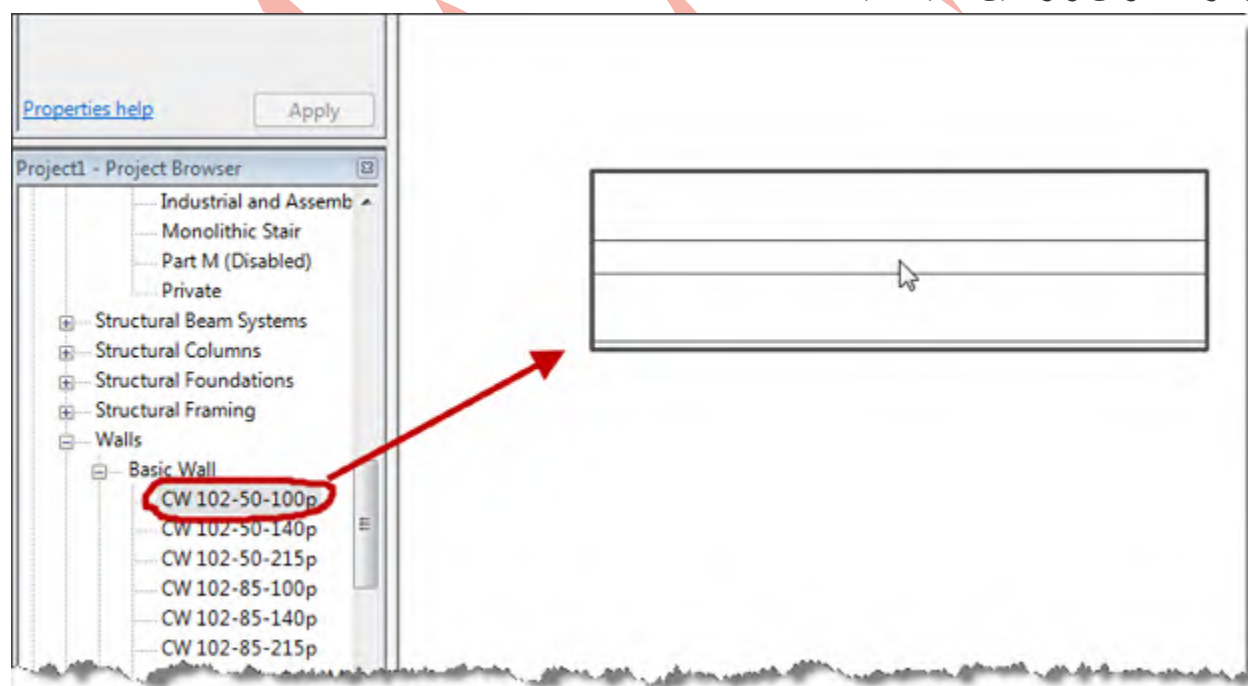 Properties help
Apply
Project1 - Project Browser
Industrial and Assemb
Monolithic Stair
Part M (Disabled)
Private
Structural Beam Systems
Structural Columns
Structural Foundations
Structural Framing
Walls
Basic Wall
CW 102-50-100p
CW 102-50-140p
CW 102-50-215p
CW 102-85-100p
CW 102-85-140p
CW 102-85-215p